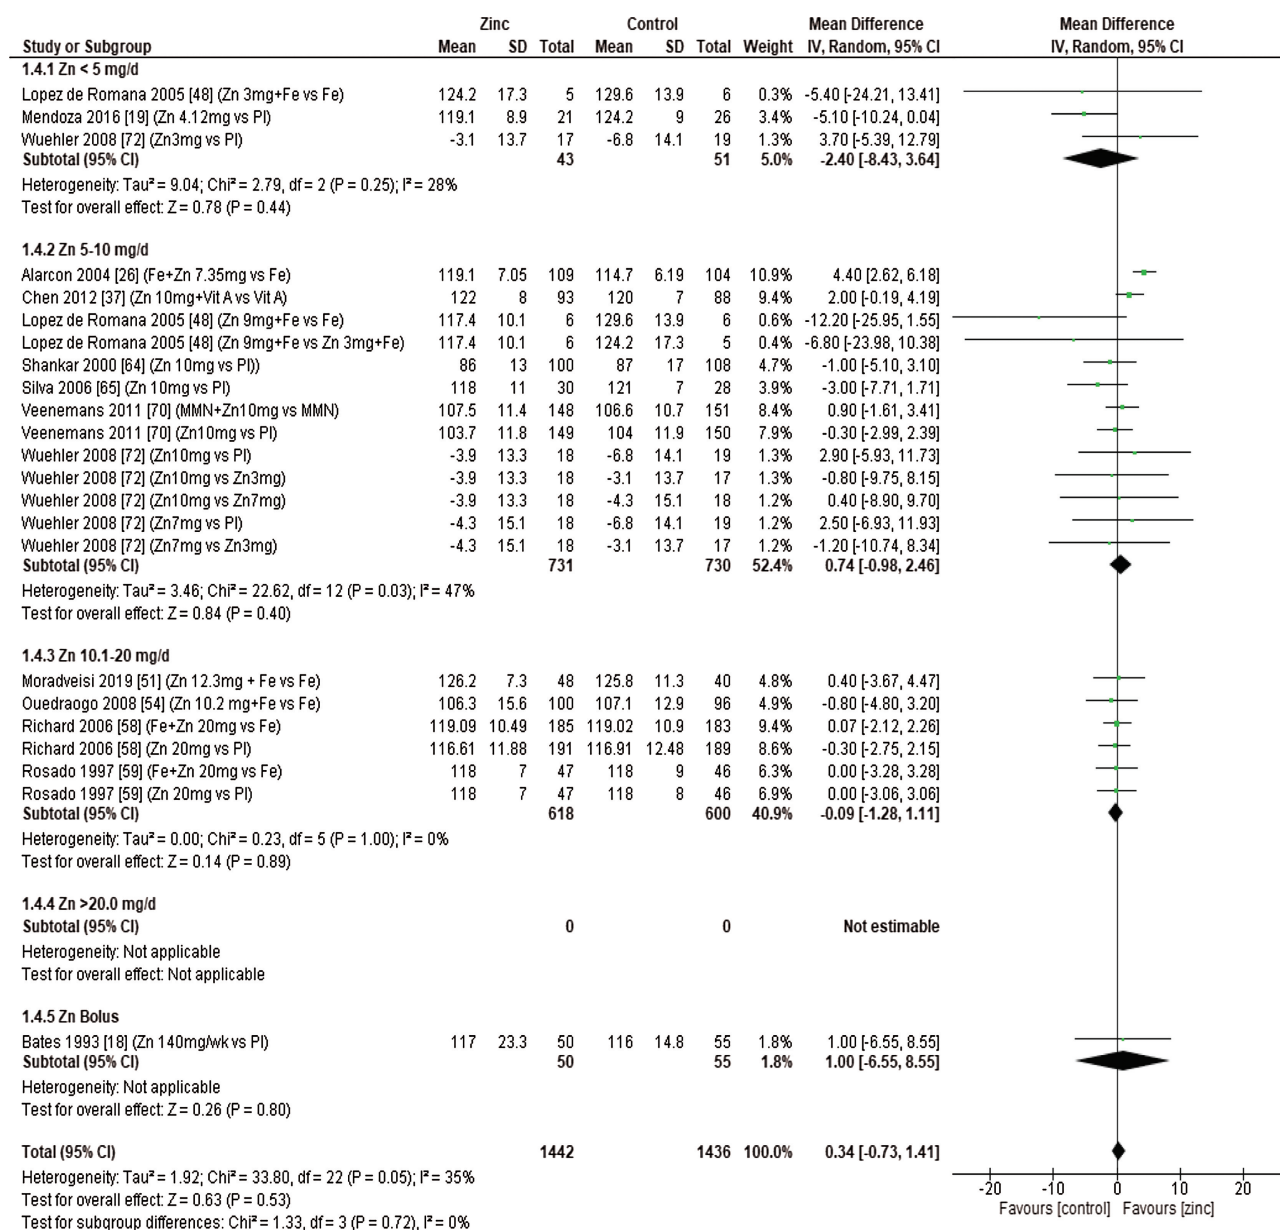 Zinc Control Mean Difference Mean Difference
Study or Subgroup Mean SD Total Mean SD Total Weight IV, Random, 95% CI IV, Random, 95% CI
1.4.1 Zn < 5 mg/d
Lopez de Romana 2005 [48] (Zn 3mg+Fe vs Fe) 124.2 17.3 5 129.6 13.9 6 0.3% -5.40 [-24.21, 13.41]
Mendoza 2016 [19] (Zn 4.12mg vs Pl) 119.1 8.9 21 124.2 9 26 3.4% -5.10 [-10.24, 0.04]
Wuehler 2008 [72] (Zn3mg vs Pl) -3.1 13.7 17 -6.8 14.1 19 1.3% 3.70 [-5.39, 12.79]
Subtotal (95% CI) 43 51 5.0% -2.40 [-8.43, 3.64]
Heterogeneity: Tau² = 9.04; Chi² = 2.79, df = 2 (P = 0.25); I² = 28%
Test for overall effect: Z = 0.78 (P = 0.44)
1.4.2 Zn 5-10 mg/d
Alarcon 2004 [26] (Fe+Zn 7.35mg vs Fe) 119.1 7.05 109 114.7 6.19 104 10.9% 4.40 [2.62, 6.18]
Chen 2012 [37] (Zn 10mg+Vit A vs Vit A) 122 8 93 120 7 88 9.4% 2.00 [-0.19, 4.19]
Lopez de Romana 2005 [48] (Zn 9mg+Fe vs Fe) 117.4 10.1 6 129.6 13.9 6 0.6% -12.20 [-25.95, 1.55]
Lopez de Romana 2005 [48] (Zn 9mg+Fe vs Zn 3mg+Fe) 117.4 10.1 6 124.2 17.3 5 0.4% -6.80 [-23.98, 10.38]
Shankar 2000 [64] (Zn 10mg vs Pl)) 86 13 100 87 17 108 4.7% -1.00 [-5.10, 3.10]
Silva 2006 [65] (Zn 10mg vs Pl) 118 11 30 121 7 28 3.9% -3.00 [-7.71, 1.71]
Veenemans 2011 [70] (MMN+Zn10mg vs MMN) 107.5 11.4 148 106.6 10.7 151 8.4% 0.90 [-1.61, 3.41]
Veenemans 2011 [70] (Zn10mg vs Pl) 103.7 11.8 149 104 11.9 150 7.9% -0.30 [-2.99, 2.39]
Wuehler 2008 [72] (Zn10mg vs Pl) -3.9 13.3 18 -6.8 14.1 19 1.3% 2.90 [-5.93, 11.73]
Wuehler 2008 [72] (Zn10mg vs Zn3mg) -3.9 13.3 18 -3.1 13.7 17 1.3% -0.80 [-9.75, 8.15]
Wuehler 2008 [72] (Zn10mg vs Zn7mg) -3.9 13.3 18 -4.3 15.1 18 1.2% 0.40 [-8.90, 9.70]
Wuehler 2008 [72] (Zn7mg vs Pl) -4.3 15.1 18 -6.8 14.1 19 1.2% 2.50 [-6.93, 11.93]
Wuehler 2008 [72] (Zn7mg vs Zn3mg) -4.3 15.1 18 -3.1 13.7 17 1.2% -1.20 [-10.74, 8.34]
Subtotal (95% CI) 731 730 52.4% 0.74 [-0.98, 2.46]
Heterogeneity: Tau² = 3.46; Chi² = 22.62, df = 12 (P = 0.03); I² = 47%
Test for overall effect: Z = 0.84 (P = 0.40)
1.4.3 Zn 10.1-20 mg/d
Moradveisi 2019 [51] (Zn 12.3mg + Fe vs Fe) 126.2 7.3 48 125.8 11.3 40 4.8% 0.40 [-3.67, 4.47]
Ouedraogo 2008 [54] (Zn 10.2 mg+Fe vs Fe) 106.3 15.6 100 107.1 12.9 96 4.9% -0.80 [-4.80, 3.20]
Richard 2006 [58] (Fe+Zn 20mg vs Fe) 119.09 10.49 185 119.02 10.9 183 9.4% 0.07 [-2.12, 2.26]
Richard 2006 [58] (Zn 20mg vs Pl) 116.61 11.88 191 116.91 12.48 189 8.6% -0.30 [-2.75, 2.15]
Rosado 1997 [59] (Fe+Zn 20mg vs Fe) 118 7 47 118 9 46 6.3% 0.00 [-3.28, 3.28]
Rosado 1997 [59] (Zn 20mg vs Pl) 118 7 47 118 8 46 6.9% 0.00 [-3.06, 3.06]
Subtotal (95% CI) 618 600 40.9% -0.09 [-1.28, 1.11]
Heterogeneity: Tau² = 0.00; Chi² = 0.23, df = 5 (P = 1.00); I² = 0%
Test for overall effect: Z = 0.14 (P = 0.89)
1.4.4 Zn >20.0 mg/d
Subtotal (95% CI) 0 0 Not estimable
Heterogeneity: Not applicable
Test for overall effect: Not applicable
1.4.5 Zn Bolus
Bates 1993 [18] (Zn 140mg/wk vs Pl) 117 23.3 50 116 14.8 55 1.8% 1.00 [-6.55, 8.55]
Subtotal (95% CI) 50 55 1.8% 1.00 [-6.55, 8.55]
Heterogeneity: Not applicable
Test for overall effect: Z = 0.26 (P = 0.80)
Total (95% CI) 1442 1436 100.0% 0.34 [-0.73, 1.41]
Heterogeneity: Tau² = 1.92; Chi² = 33.80, df = 22 (P = 0.05); I² = 35%
Test for overall effect: Z = 0.63 (P = 0.53)
Test for subgroup differences: Chi² = 1.33, df = 3 (P = 0.72), I² = 0%
-20 -10 0 10 20
Favours [control] Favours [zinc]